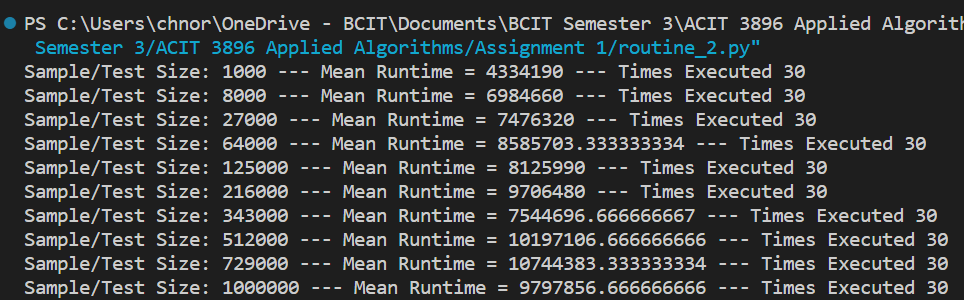 PS C:\Users\chnor\OneDrive - BCIT\Documents\BCIT Semester 3\ACIT 3896 Applied Algorith
Semester 3/ACIT 3896 Applied Algorithms/Assignment 1/routine_2.py"
Sample/Test Size: 1000 --- Mean Runtime = 4334190 --- Times Executed 30
Sample/Test Size: 8000 --- Mean Runtime = 6984660 --- Times Executed 30
Sample/Test Size: 27000 --- Mean Runtime = 7476320 --- Times Executed 30
Sample/Test Size: 64000 --- Mean Runtime = 8585703.333333334 --- Times Executed 30
Sample/Test Size: 125000 --- Mean Runtime = 8125990 --- Times Executed 30
Sample/Test Size: 216000 --- Mean Runtime = 9706480 --- Times Executed 30
Sample/Test Size: 343000 --- Mean Runtime = 7544696.666666667 --- Times Executed 30
Sample/Test Size: 512000 --- Mean Runtime = 10197106.666666666 --- Times Executed 30
Sample/Test Size: 729000 --- Mean Runtime = 10744383.333333334 --- Times Executed 30
Sample/Test Size: 1000000 --- Mean Runtime = 9797856.666666666 --- Times Executed 30